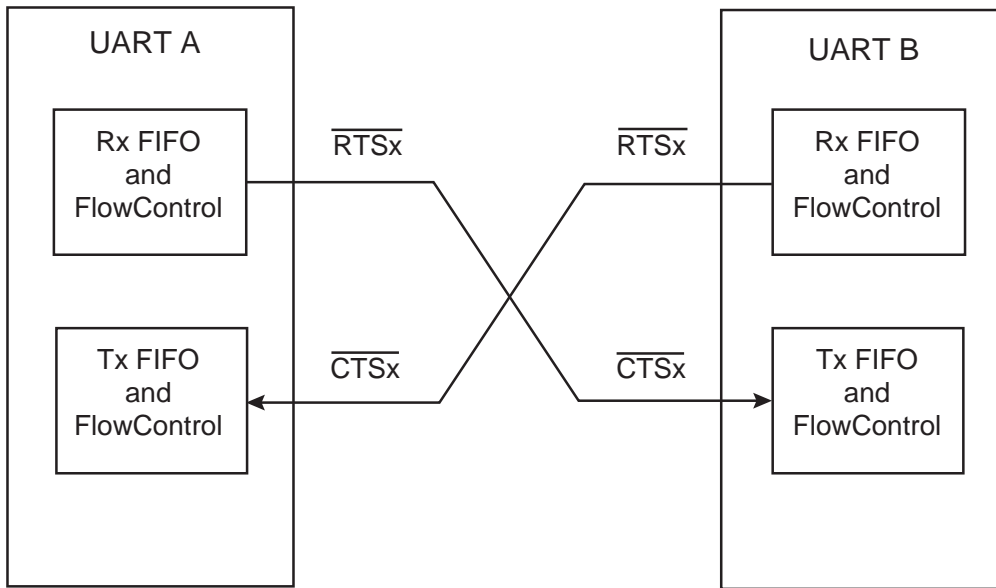 UART A
UART B
Rx FIFO
and
FlowControl
RTSx
RTSx
Rx FIFO
and
FlowControl
Tx FIFO
and
FlowControl
CTSx
CTSx
Tx FIFO
and
FlowControl